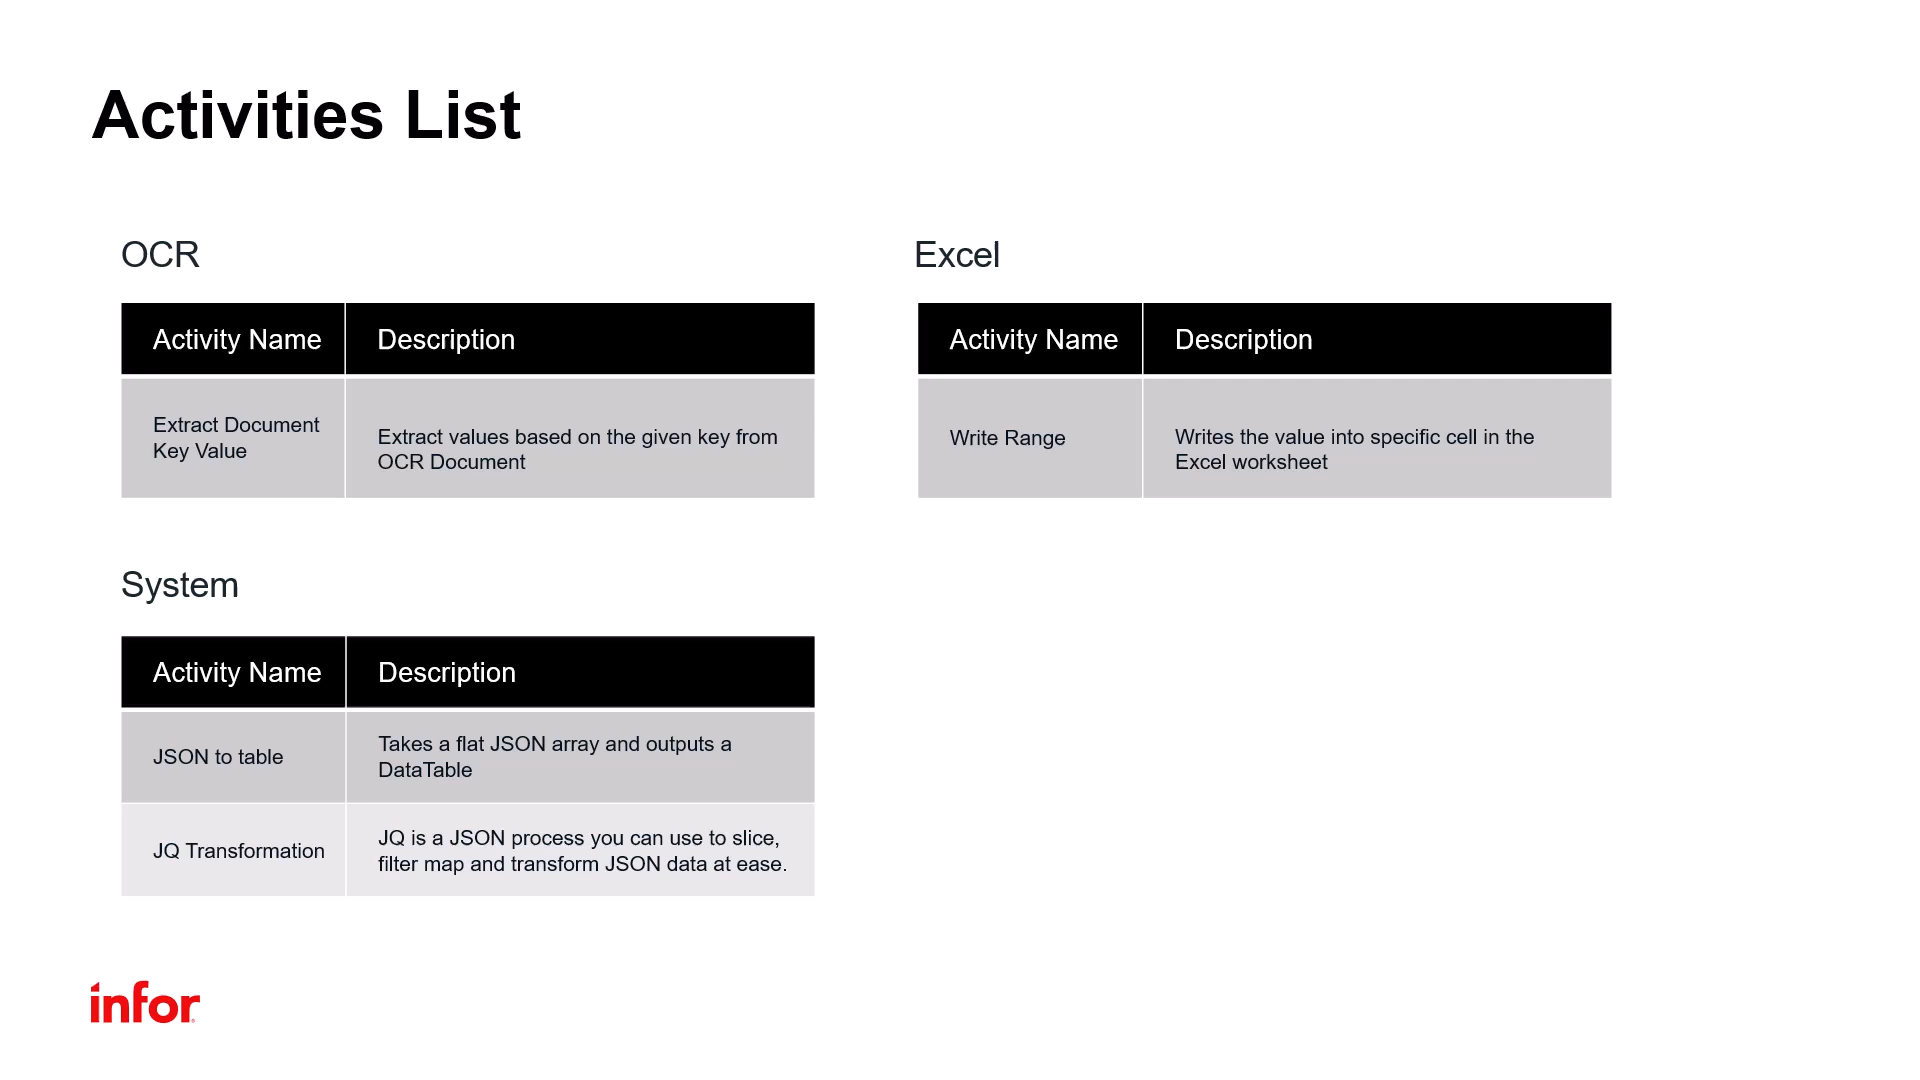 Activities List
OCR
Activity Name
Description
Extract Document
Key Value
Extract values based on the given key from
OCR Document
Excel
Activity Name
Description
Write Range
Writes the value into specific cell in the
Excel worksheet
System
Activity Name
Description
JSON to table
Takes a flat JSON array and outputs a
DataTable
JQ Transformation
JQ is a JSON process you can use to slice,
filter map and transform JSON data at ease.
infor